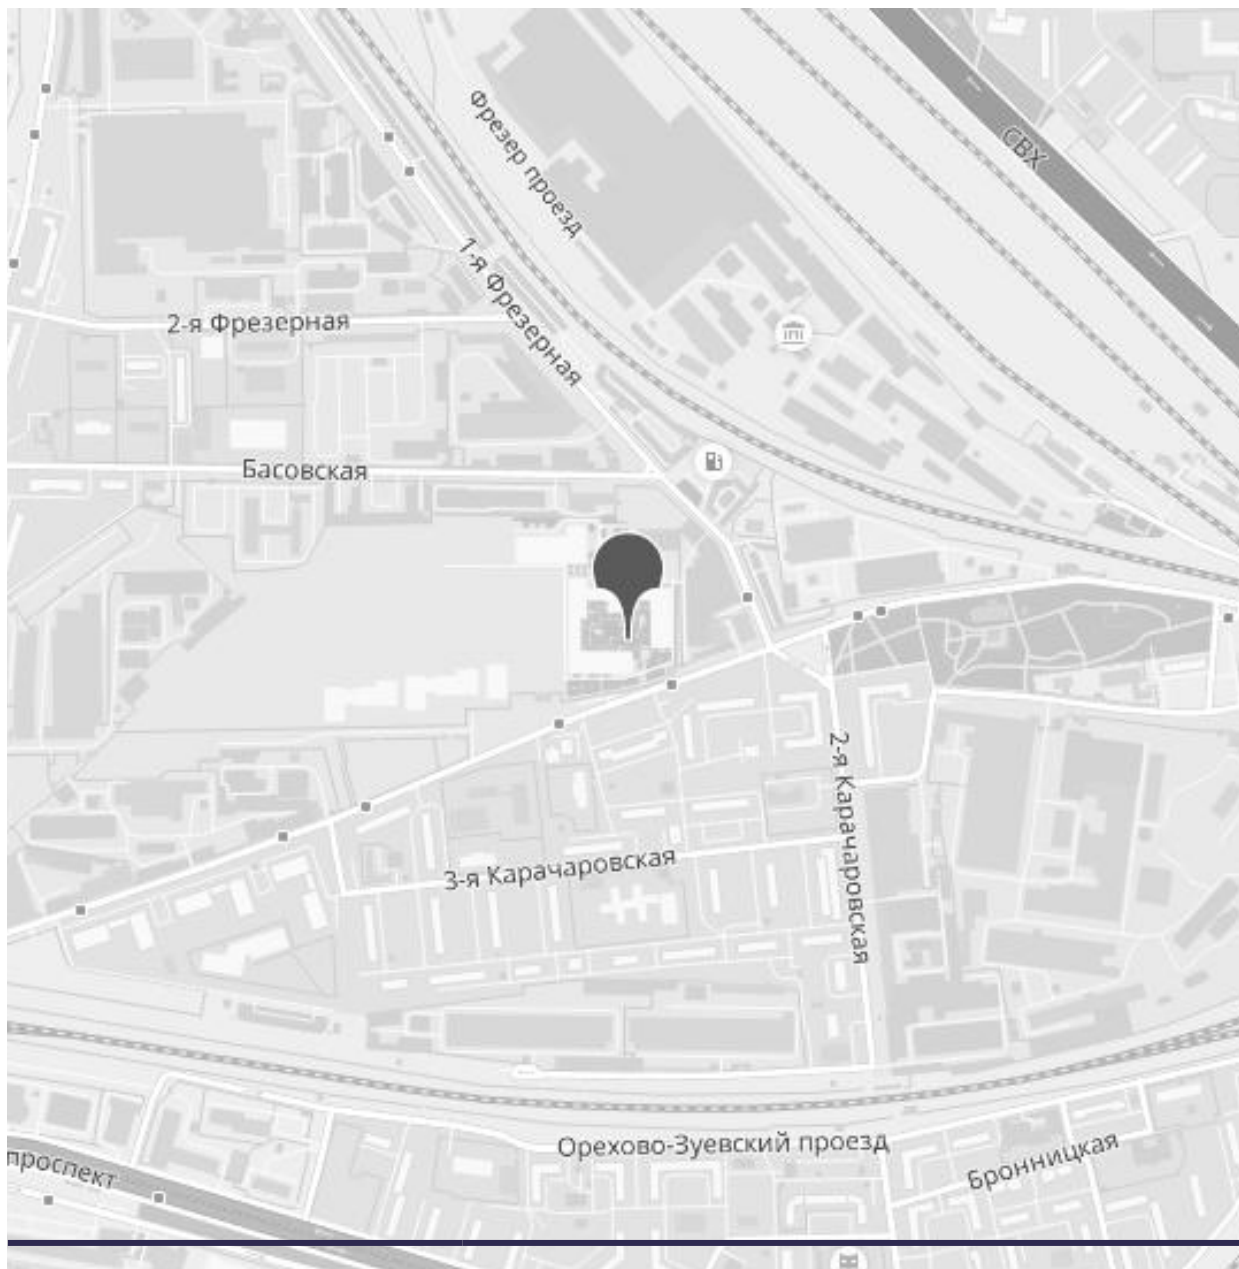 Фрезер проезд
СВХ
1-я Фрезерная
2-я Фрезерная
Басовская
2-я Карачаровская
3-я Карачаровская
Орехово-Зуевский проезд
Бронницкая
проспект